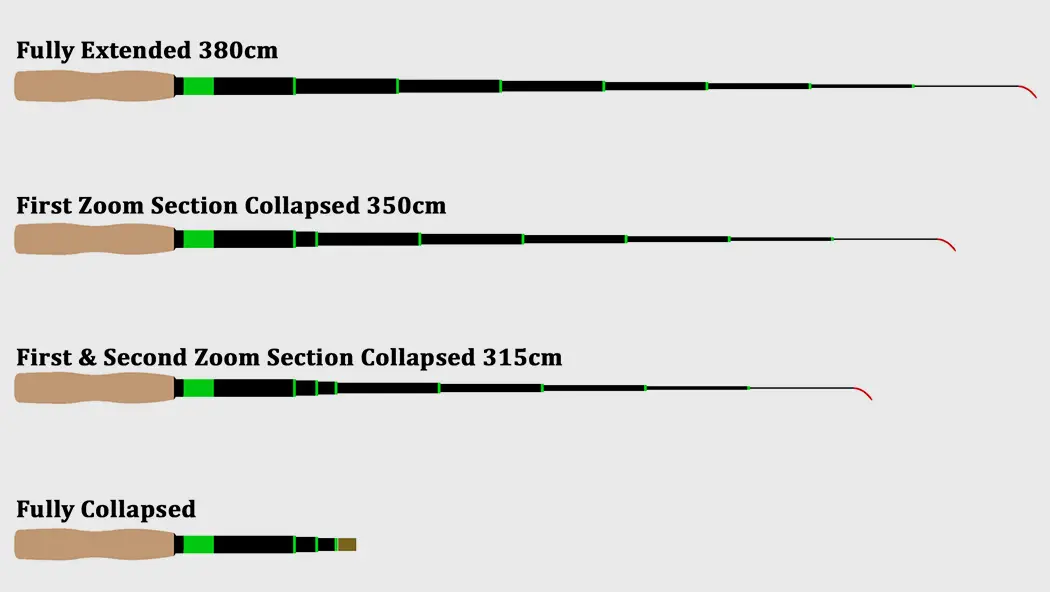 Fully Extended 380cm
First Zoom Section Collapsed 350cm
First & Second Zoom Section Collapsed 315cm
Fully Collapsed